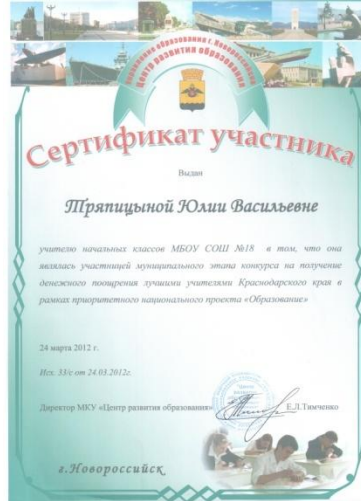 Управление образования г. Новороссийска
Центр развития образования
Сертификат участника
Выдан
Тряпицыной Юлии Васильевне
учителю начальных классов МБОУ СОШ №18 в том, что она
являлась участницей муниципального этапа конкурса на получение
денежного поощрения лучшими учителями Краснодарского края в
рамках приоритетного национального проекта «Образование»
24 марта 2012 г.
Исх. 33/с от 24.03.2012г.
Директор МКУ «Центр развития образования»
Е.Л.Тимченко
г.Новороссийск